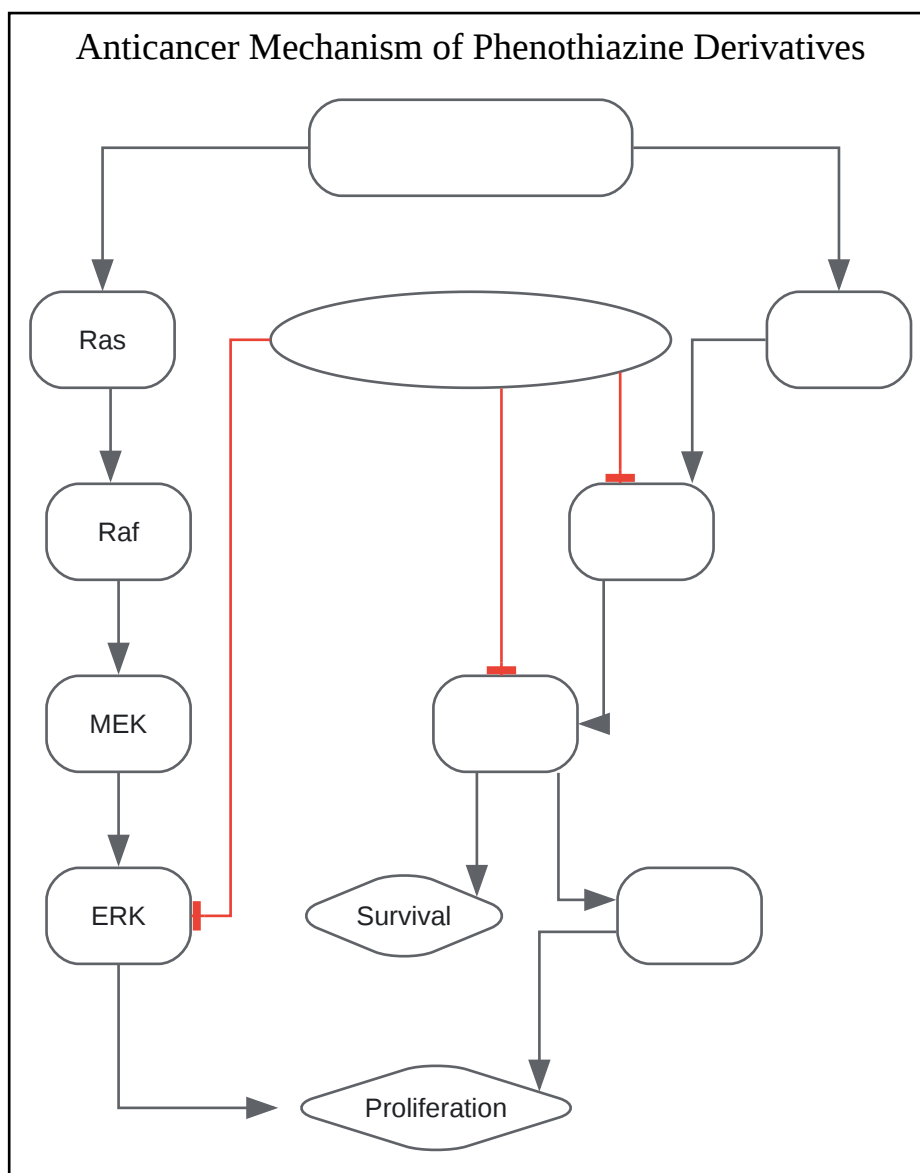 Anticancer Mechanism of Phenothiazine Derivatives
Ras
Raf
MEK
ERK
Survival
Proliferation